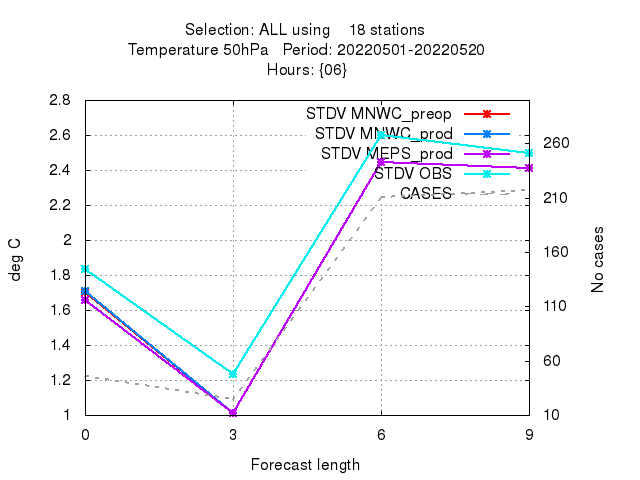 Selection: ALL using 18 stations
Temperature 50hPa Period: 20220501-20220520
Hours: {06}
STDV MNWC_preop
STDV MNWC_prod
STDV MEPS_prod
STDV OBS
CASES
deg C
2.8
2.6
2.4
2.2
2
1.8
1.6
1.4
1.2
1
260
210
160
110
60
10
No cases
0 3 6 9
Forecast length